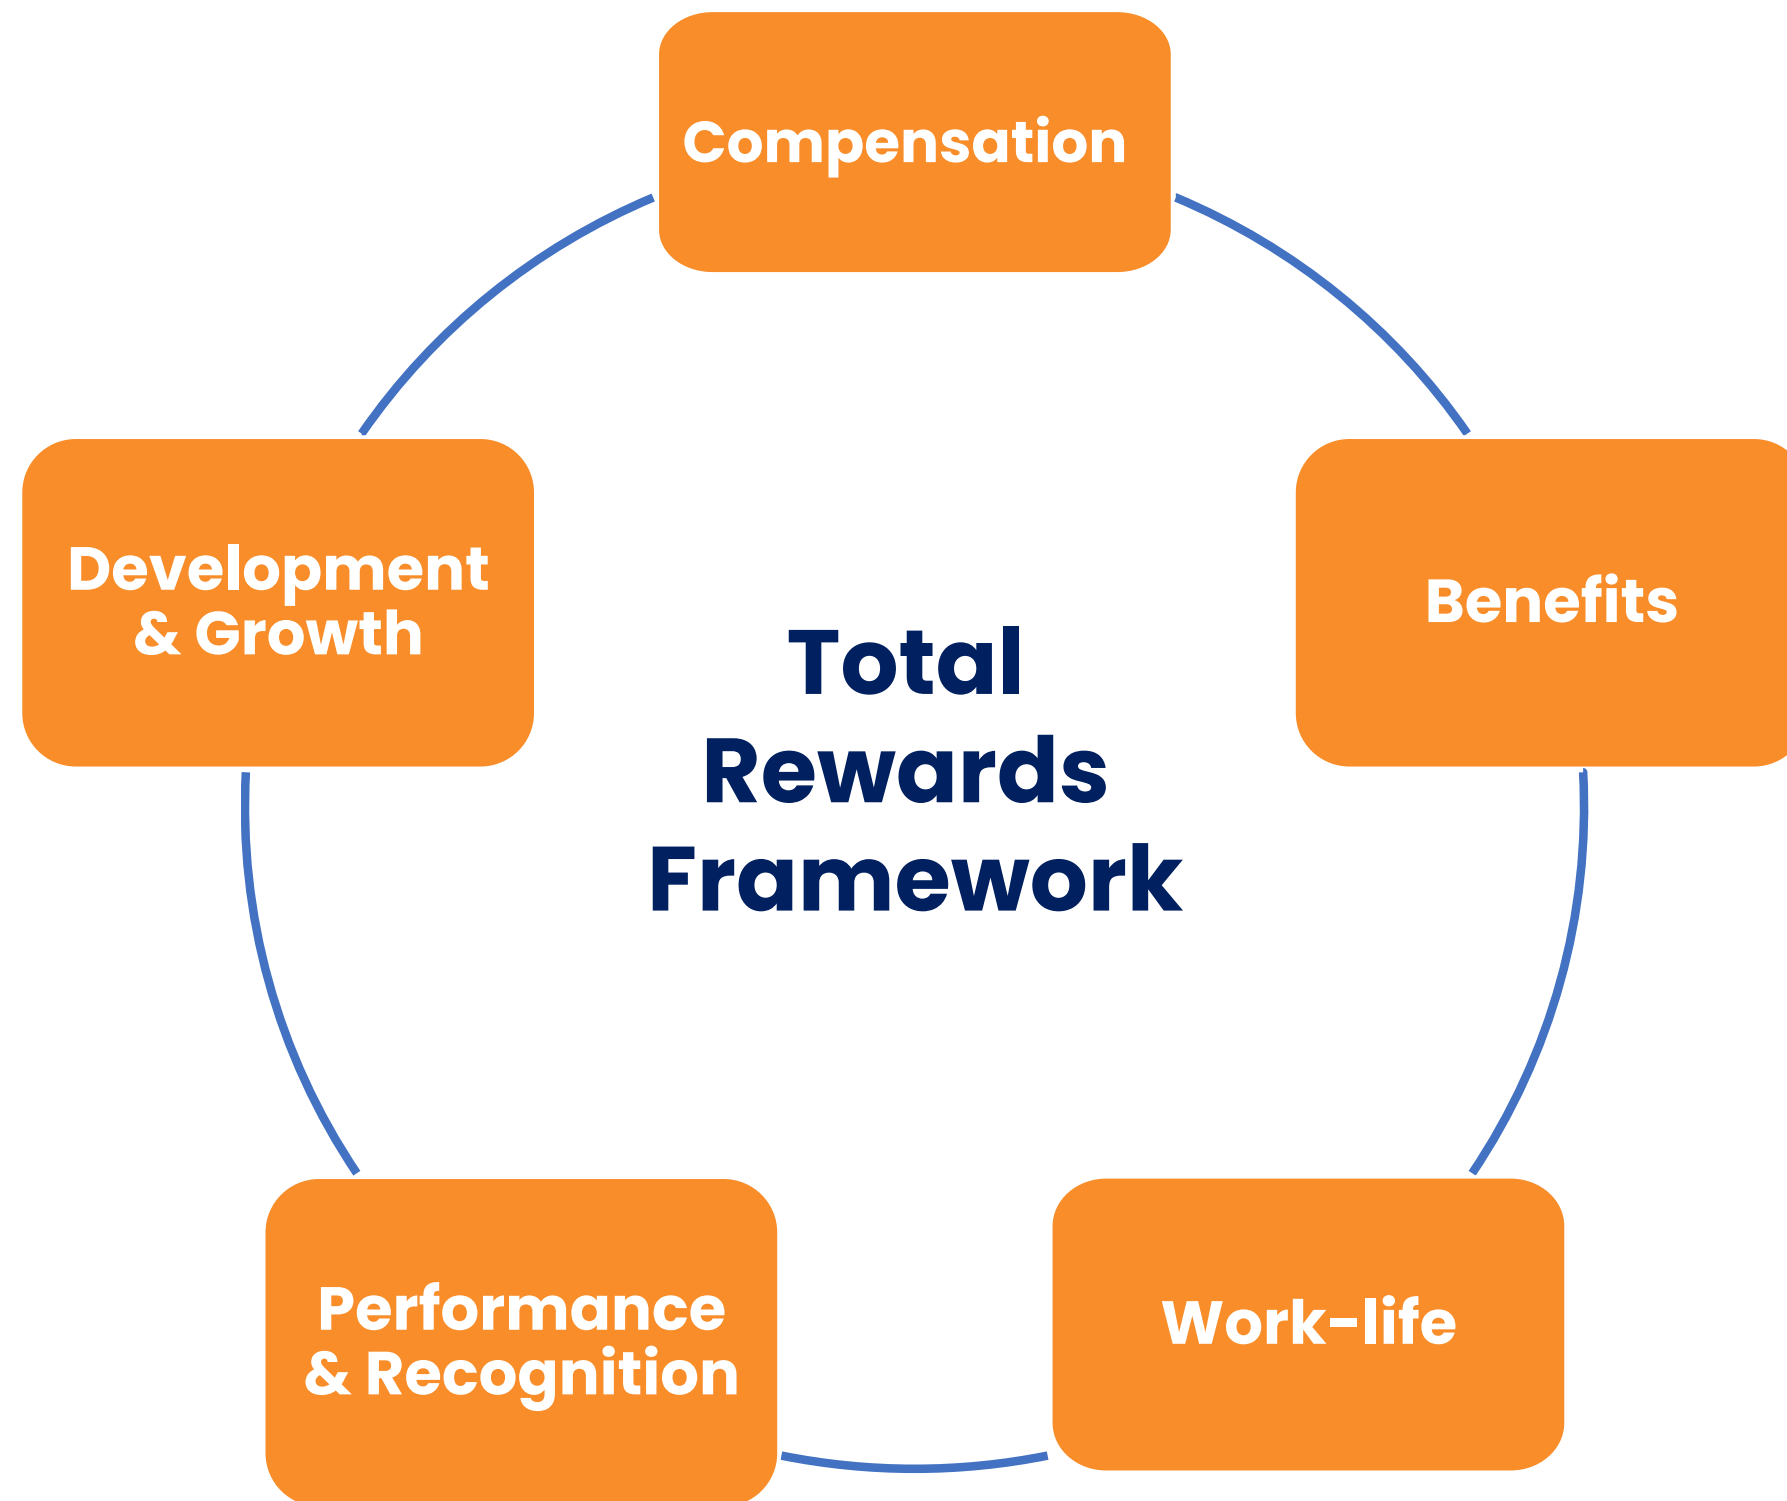 Compensation
Development
& Growth
Benefits
Total
Rewards
Framework
Performance
& Recognition
Work-life